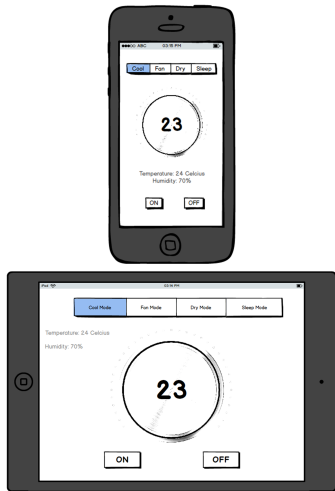 ABC 03:15 PM
Cool Fan Dry Sleep
23
Temperature: 24 Celcius
Humidity: 70%
ON OFF
iPad 03:15 PM
Cool Mode Fan Mode Dry Mode Sleep Mode
Temperature: 24 Celcius
Humidity: 70%
23
ON OFF